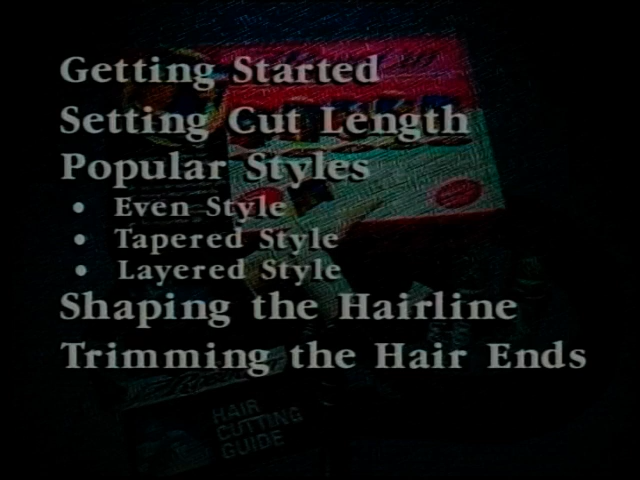 Getting Started
Setting Cut Length
Popular Styles
• Even Style
• Tapered Style
• Layered Style
Shaping the Hairline
Trimming the Hair Ends
HAIR
CUTTING
GUIDE